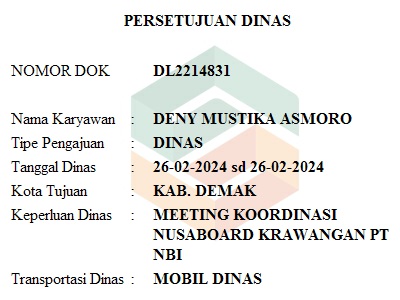 PERSETUJUAN DINAS
NOMOR DOK DL2214831
Nama Karyawan : DENY MUSTIKA ASMORO
Tipe Pengajuan : DINAS
Tanggal Dinas : 26-02-2024 sd 26-02-2024
Kota Tujuan : KAB. DEMAK
Keperluan Dinas : MEETING KOORDINASI
NUSABOARD KRAWANGAN PT
NBI
Transportasi Dinas : MOBIL DINAS